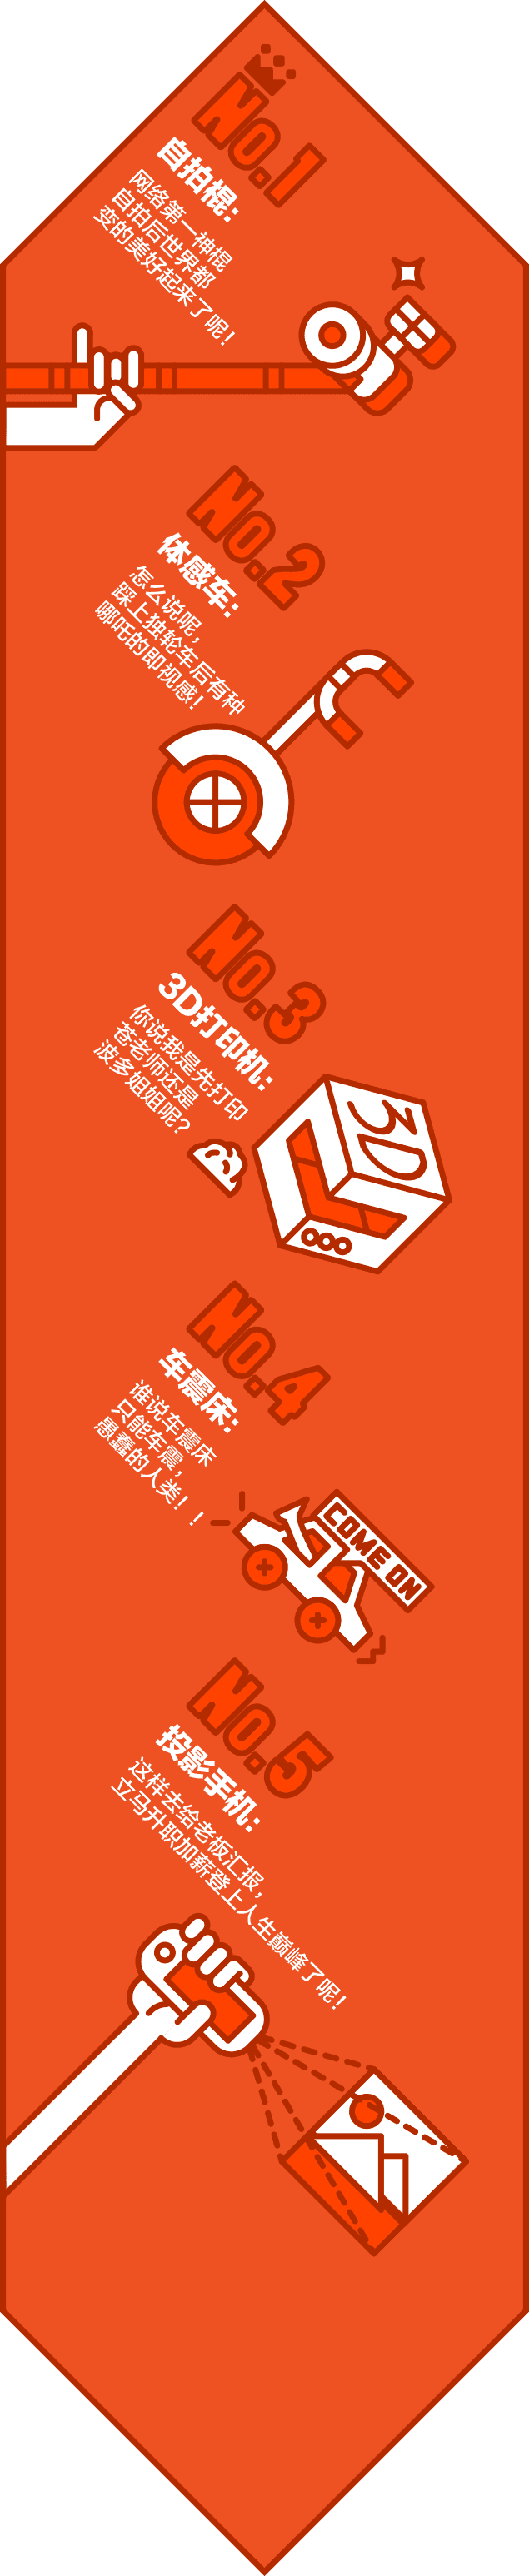 No.1
自拍棍：
网络第一神棍
自拍后世界都
变的美好起来了呢！
No.2
体感车：
怎么说呢，
踩上独轮车后有种
哪吒的即视感！
No.3
3D打印机：
你说我是先打印
苍老师还是
波多姐姐呢？
3D
No.4
车震床：
谁说车震床
只能车震，
愚蠢的人类！！
COME ON
No.5
投影手机：
这样去给老板汇报，
立马升职加薪登上人生巅峰了呢！